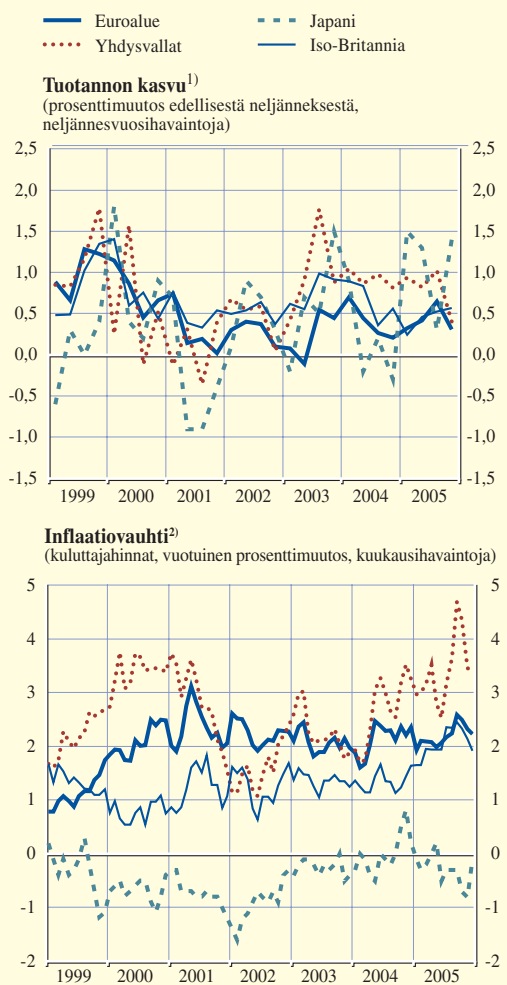 Euroalue Japani
Yhdysvallat Iso-Britannia
Tuotannon kasvu1)
(prosenttimuutos edellisestä neljänneksestä,
neljännesvuosihavaintoja)
2,5 2,5
2,0 2,0
1,5 1,5
1,0 1,0
0,5 0,5
0,0 0,0
-0,5 -0,5
-1,0 -1,0
-1,5 -1,5
1999 2000 2001 2002 2003 2004 2005
Inflaatiovauhti2)
(kuluttajahinnat, vuotuinen prosenttimuutos, kuukausihavaintoja)
5 5
4 4
3 3
2 2
1 1
0 0
-1 -1
-2 -2
1999 2000 2001 2002 2003 2004 2005